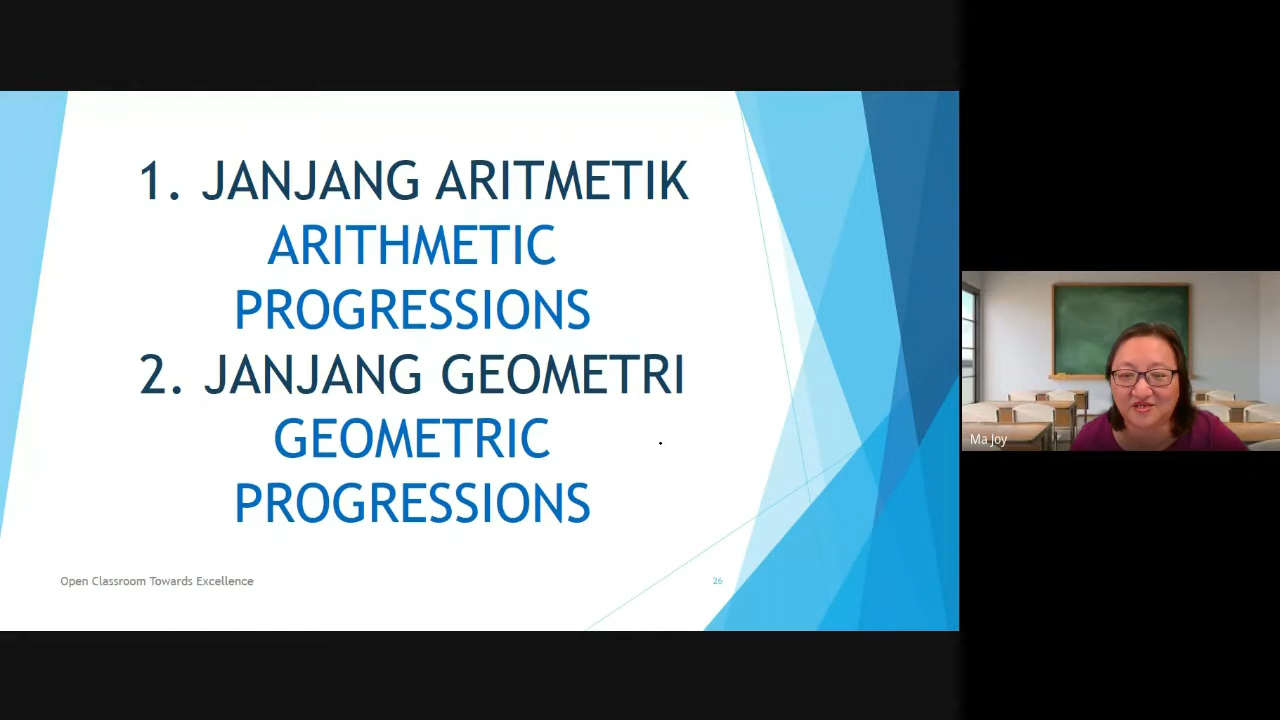 1. JANJANG ARITMETIK
ARITHMETIC
PROGRESSIONS
2. JANJANG GEOMETRI
GEOMETRIC
PROGRESSIONS
Open Classroom Towards Excellence
26
Ma Joy